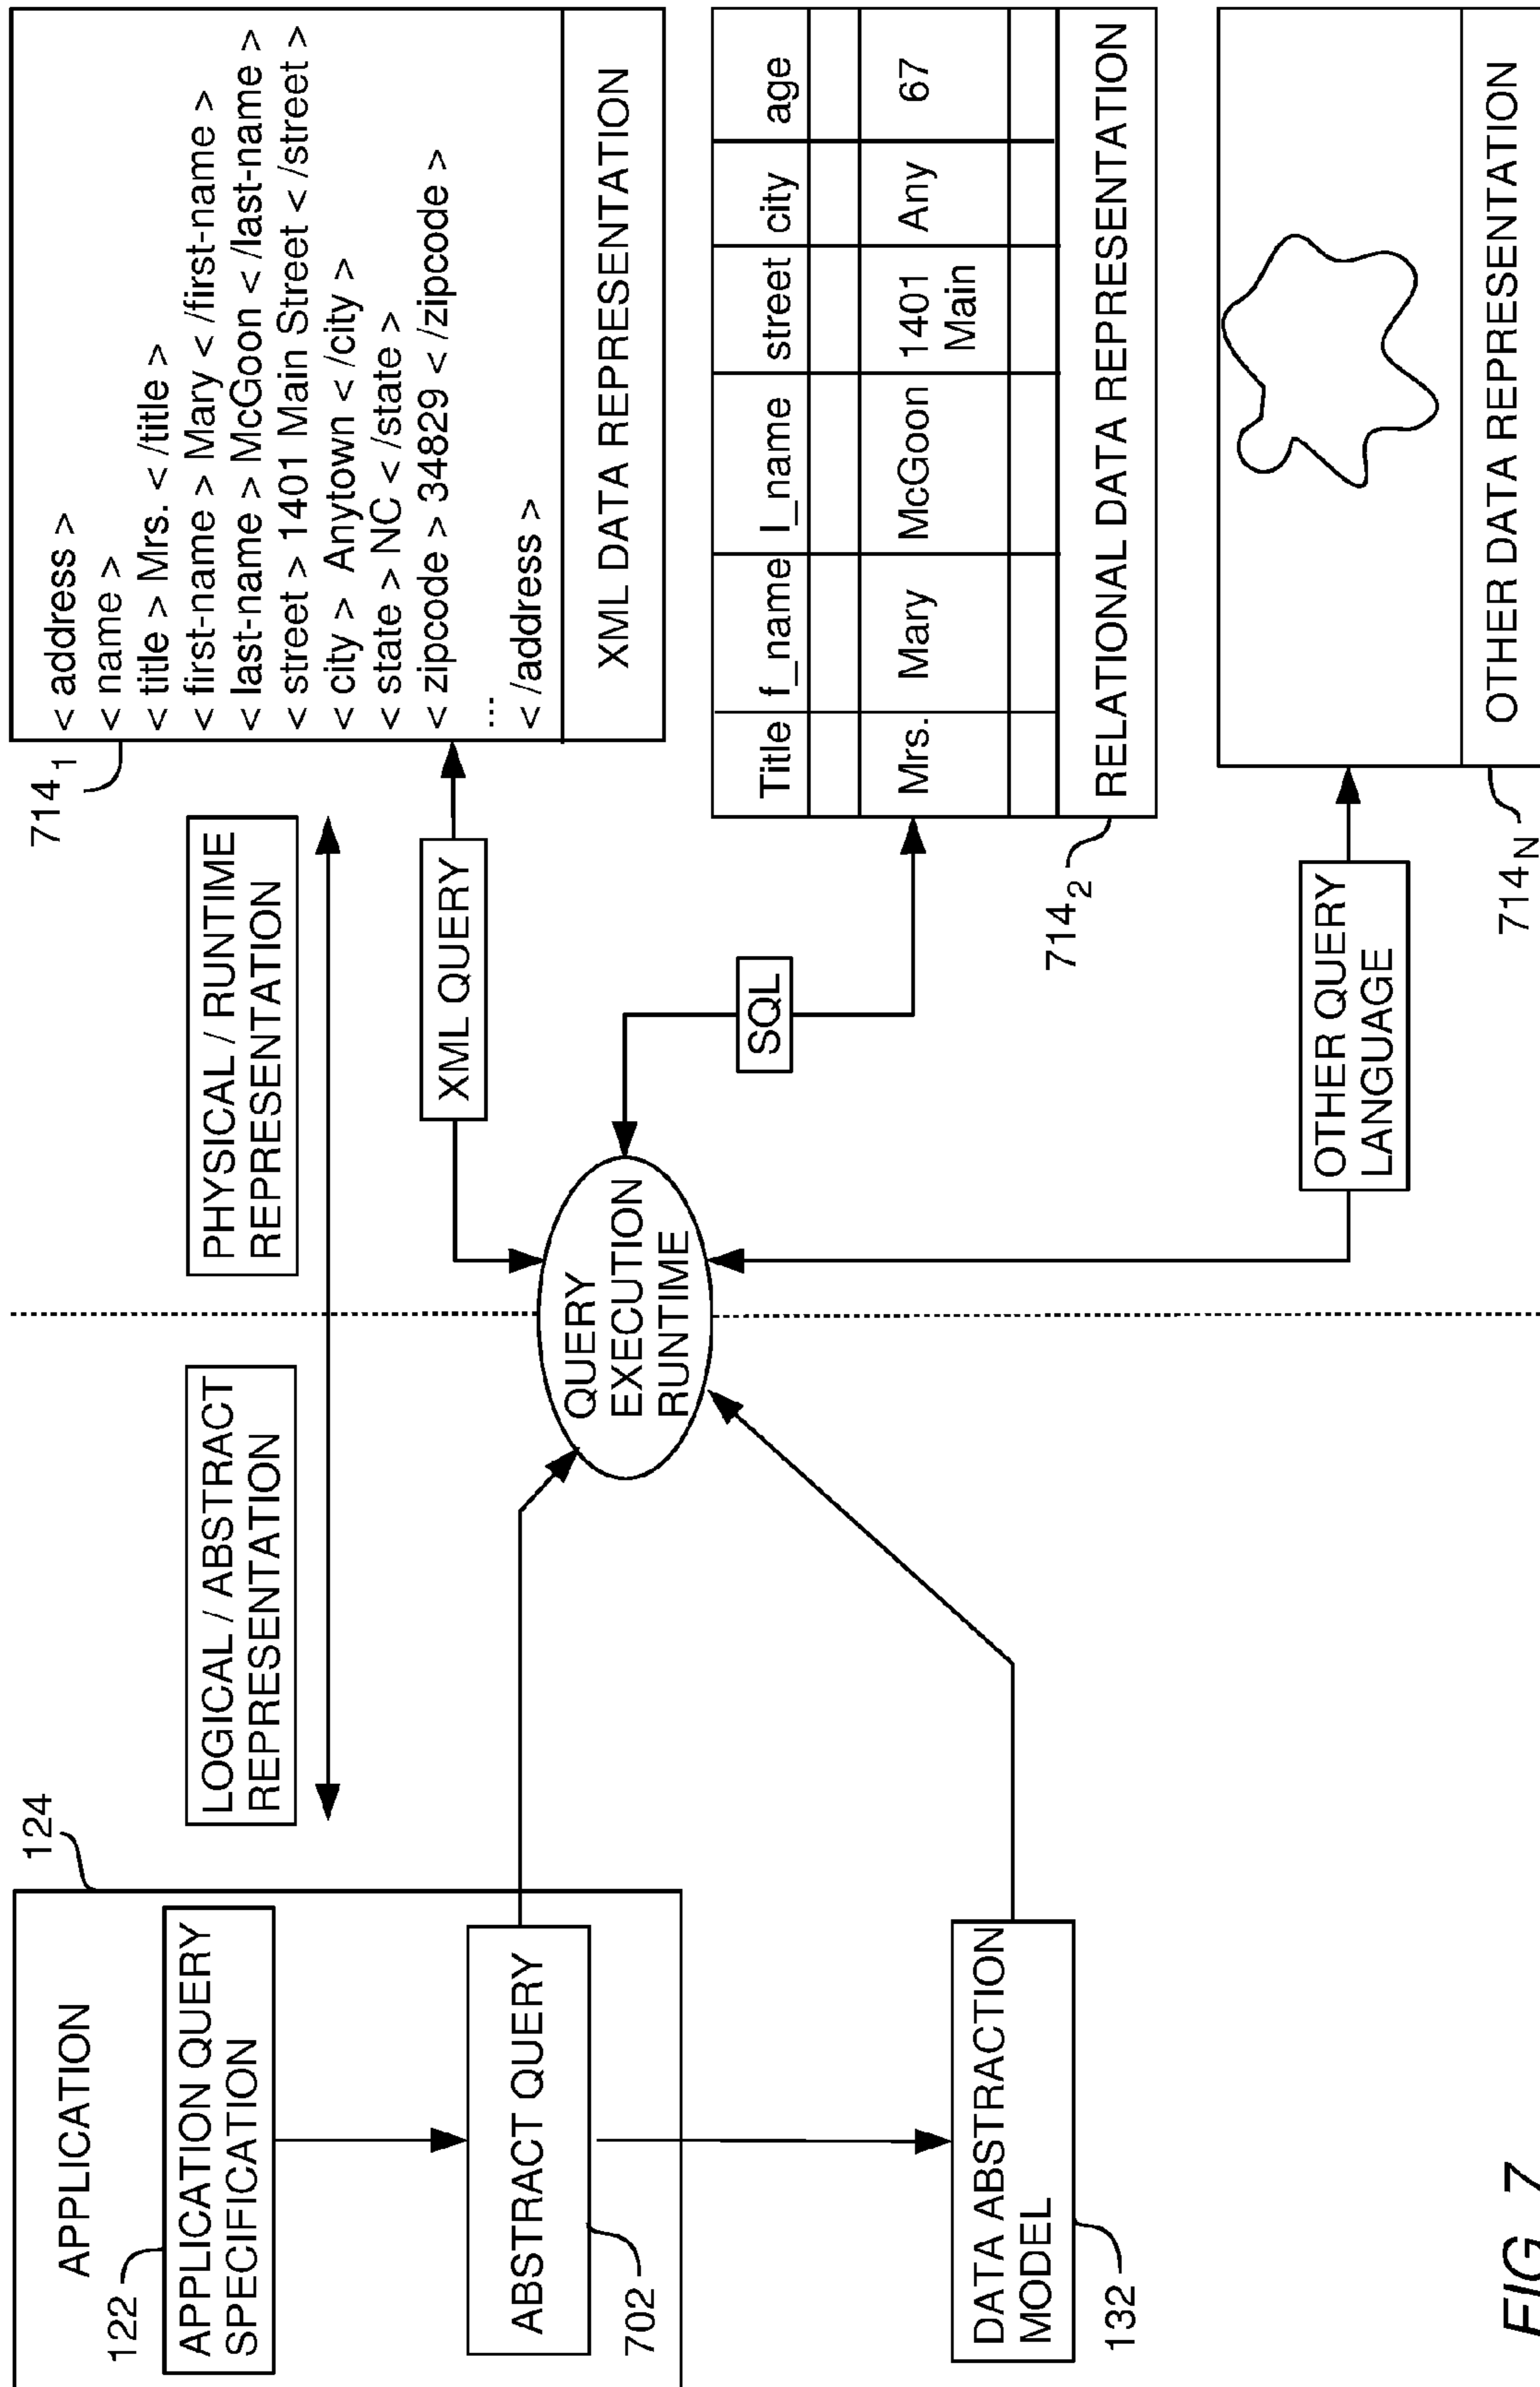 APPLICATION
124
122
APPLICATION QUERY
SPECIFICATION
ABSTRACT QUERY
702
DATA ABSTRACTION
MODEL
132
LOGICAL / ABSTRACT
REPRESENTATION
PHYSICAL / RUNTIME
REPRESENTATION
QUERY
EXECUTION
RUNTIME
XML QUERY
SQL
OTHER QUERY
LANGUAGE
714₁
< address >
< name >
< title > Mrs. < /title >
< first-name > Mary < /first-name >
< last-name > McGoon < /last-name >
< street > 1401 Main Street < /street >
< city > Anytown < /city >
< state > NC < /state >
< zipcode > 34829 < /zipcode >
...
< /address >
XML DATA REPRESENTATION
Title f_name l_name street city age
Mrs. Mary McGoon 1401 Any 67
Main
RELATIONAL DATA REPRESENTATION
714₂
OTHER DATA REPRESENTATION
714N
FIG. 7